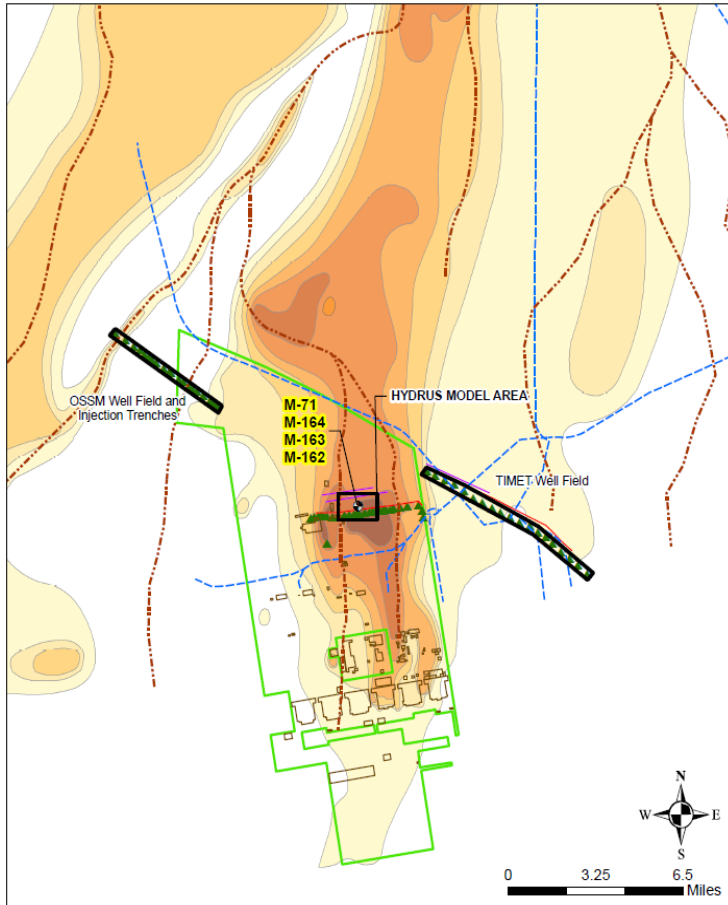 OSSM Well Field and
Injection Trenches
M-71
M-164
M-163
M-162
HYDRUS MODEL AREA
TIMET Well Field
N
W
E
S
0 3.25 6.5
Miles